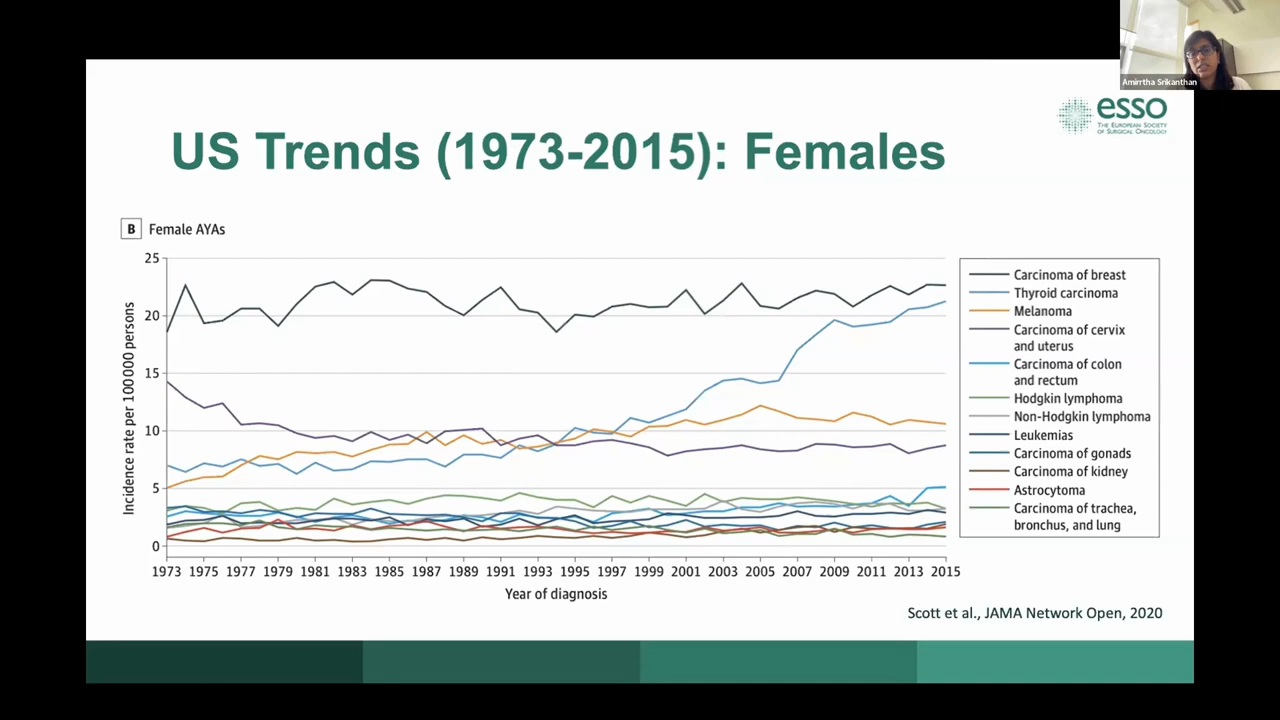 Amirrtha Srikanthan
esso
THE EUROPEAN SOCIETY
OF SURGICAL ONCOLOGY
US Trends (1973-2015): Females
B Female AYAs
Incidence rate per 100 000 persons
25
20
15
10
5
0
1973 1975 1977 1979 1981 1983 1985 1987 1989 1991 1993 1995 1997 1999 2001 2003 2005 2007 2009 2011 2013 2015
Year of diagnosis
Carcinoma of breast
Thyroid carcinoma
Melanoma
Carcinoma of cervix
and uterus
Carcinoma of colon
and rectum
Hodgkin lymphoma
Non-Hodgkin lymphoma
Leukemias
Carcinoma of gonads
Carcinoma of kidney
Astrocytoma
Carcinoma of trachea,
bronchus, and lung
Scott et al., JAMA Network Open, 2020